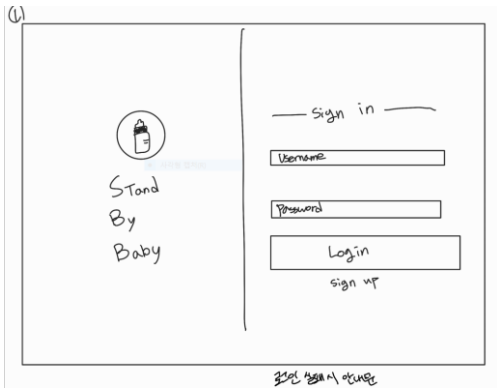 ①
STand
By
Baby
Sign in
Username
Password
Login
sign up
로그인 실패시 안내문